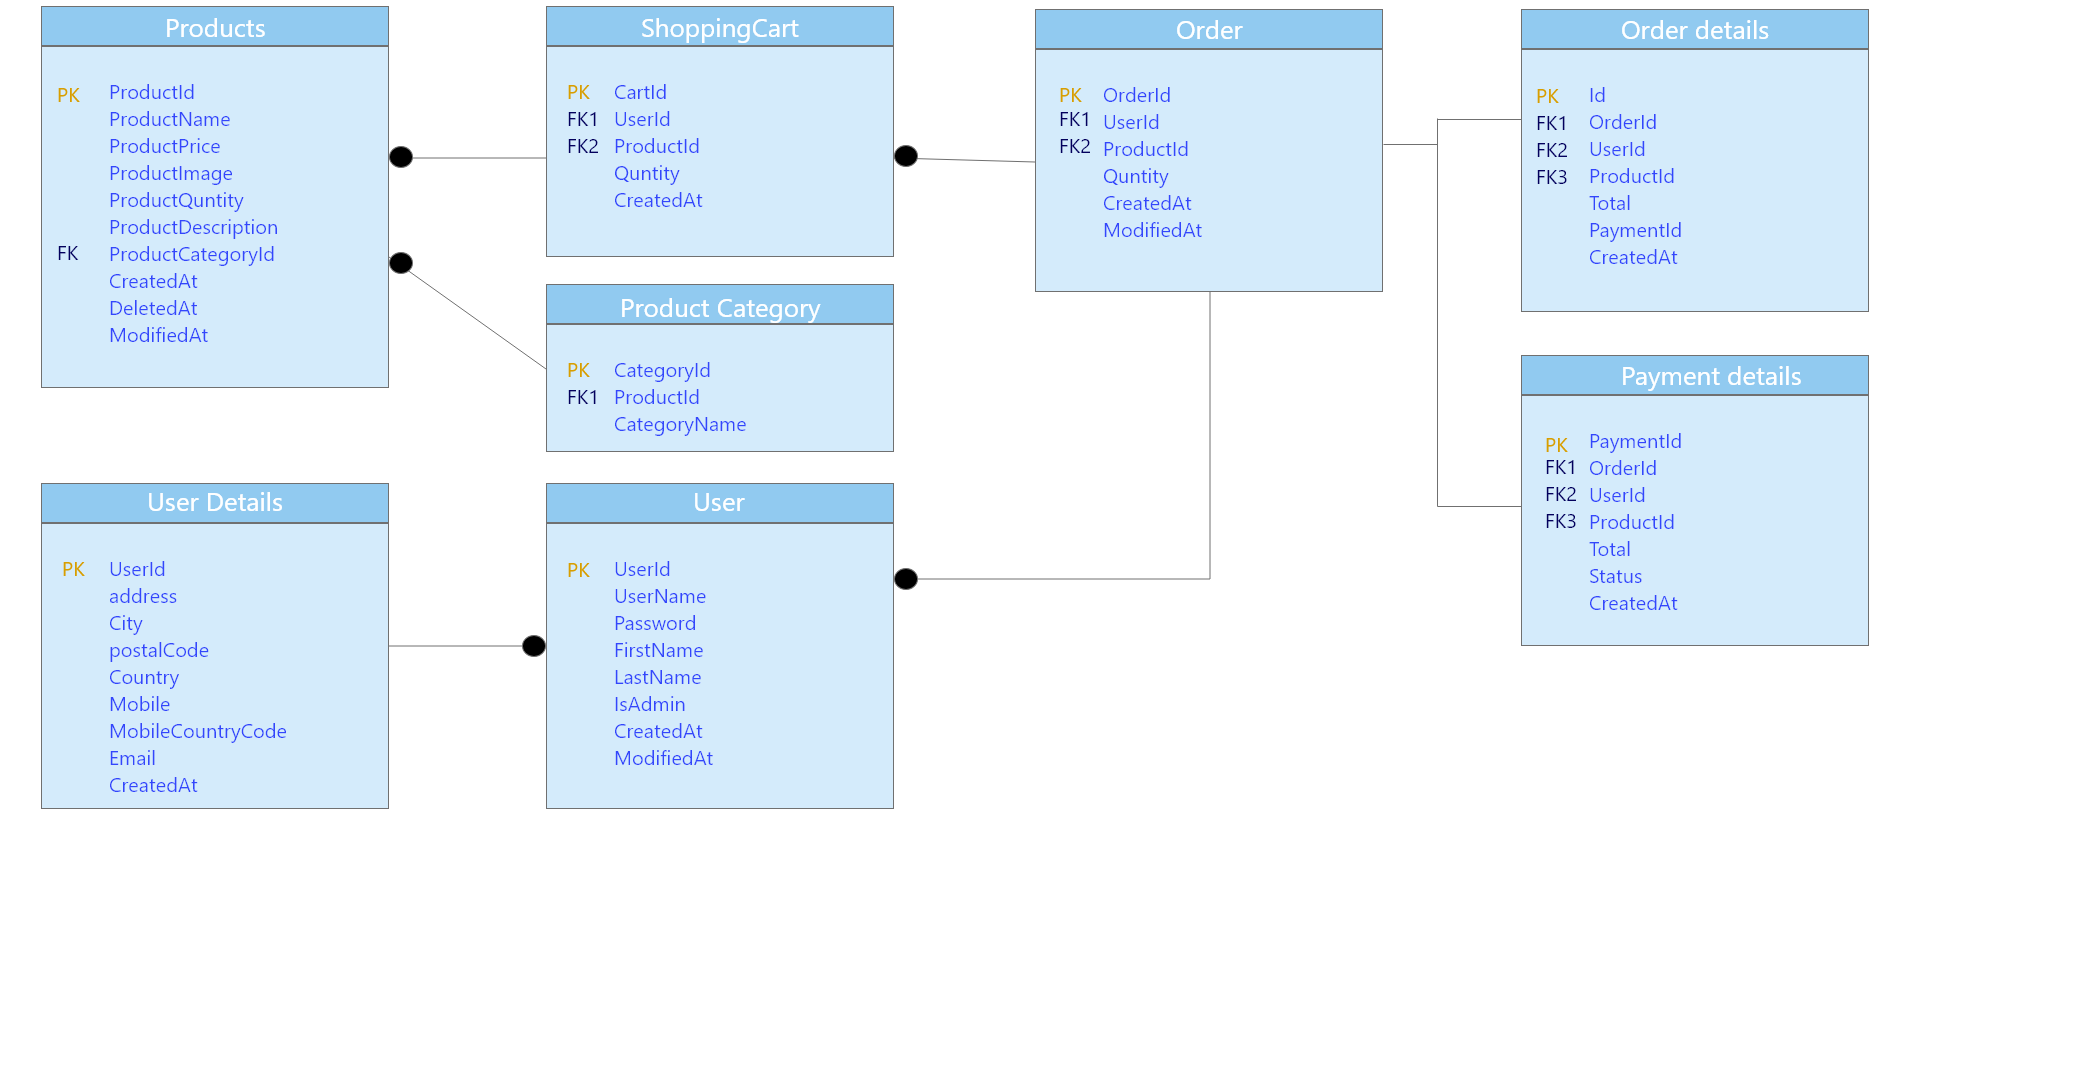 Products
PK ProductId
ProductName
ProductPrice
ProductImage
ProductQuntity
ProductDescription
FK ProductCategoryId
CreatedAt
DeletedAt
ModifiedAt
ShoppingCart
PK CartId
FK1 UserId
FK2 ProductId
Quntity
CreatedAt
Order
PK OrderId
FK1 UserId
FK2 ProductId
Quntity
CreatedAt
ModifiedAt
Order details
PK Id
FK1 OrderId
FK2 UserId
FK3 ProductId
Total
PaymentId
CreatedAt
Product Category
PK CategoryId
FK1 ProductId
CategoryName
Payment details
PK PaymentId
FK1 OrderId
FK2 UserId
FK3 ProductId
Total
Status
CreatedAt
User Details
PK UserId
address
City
postalCode
Country
Mobile
MobileCountryCode
Email
CreatedAt
User
PK UserId
UserName
Password
FirstName
LastName
IsAdmin
CreatedAt
ModifiedAt